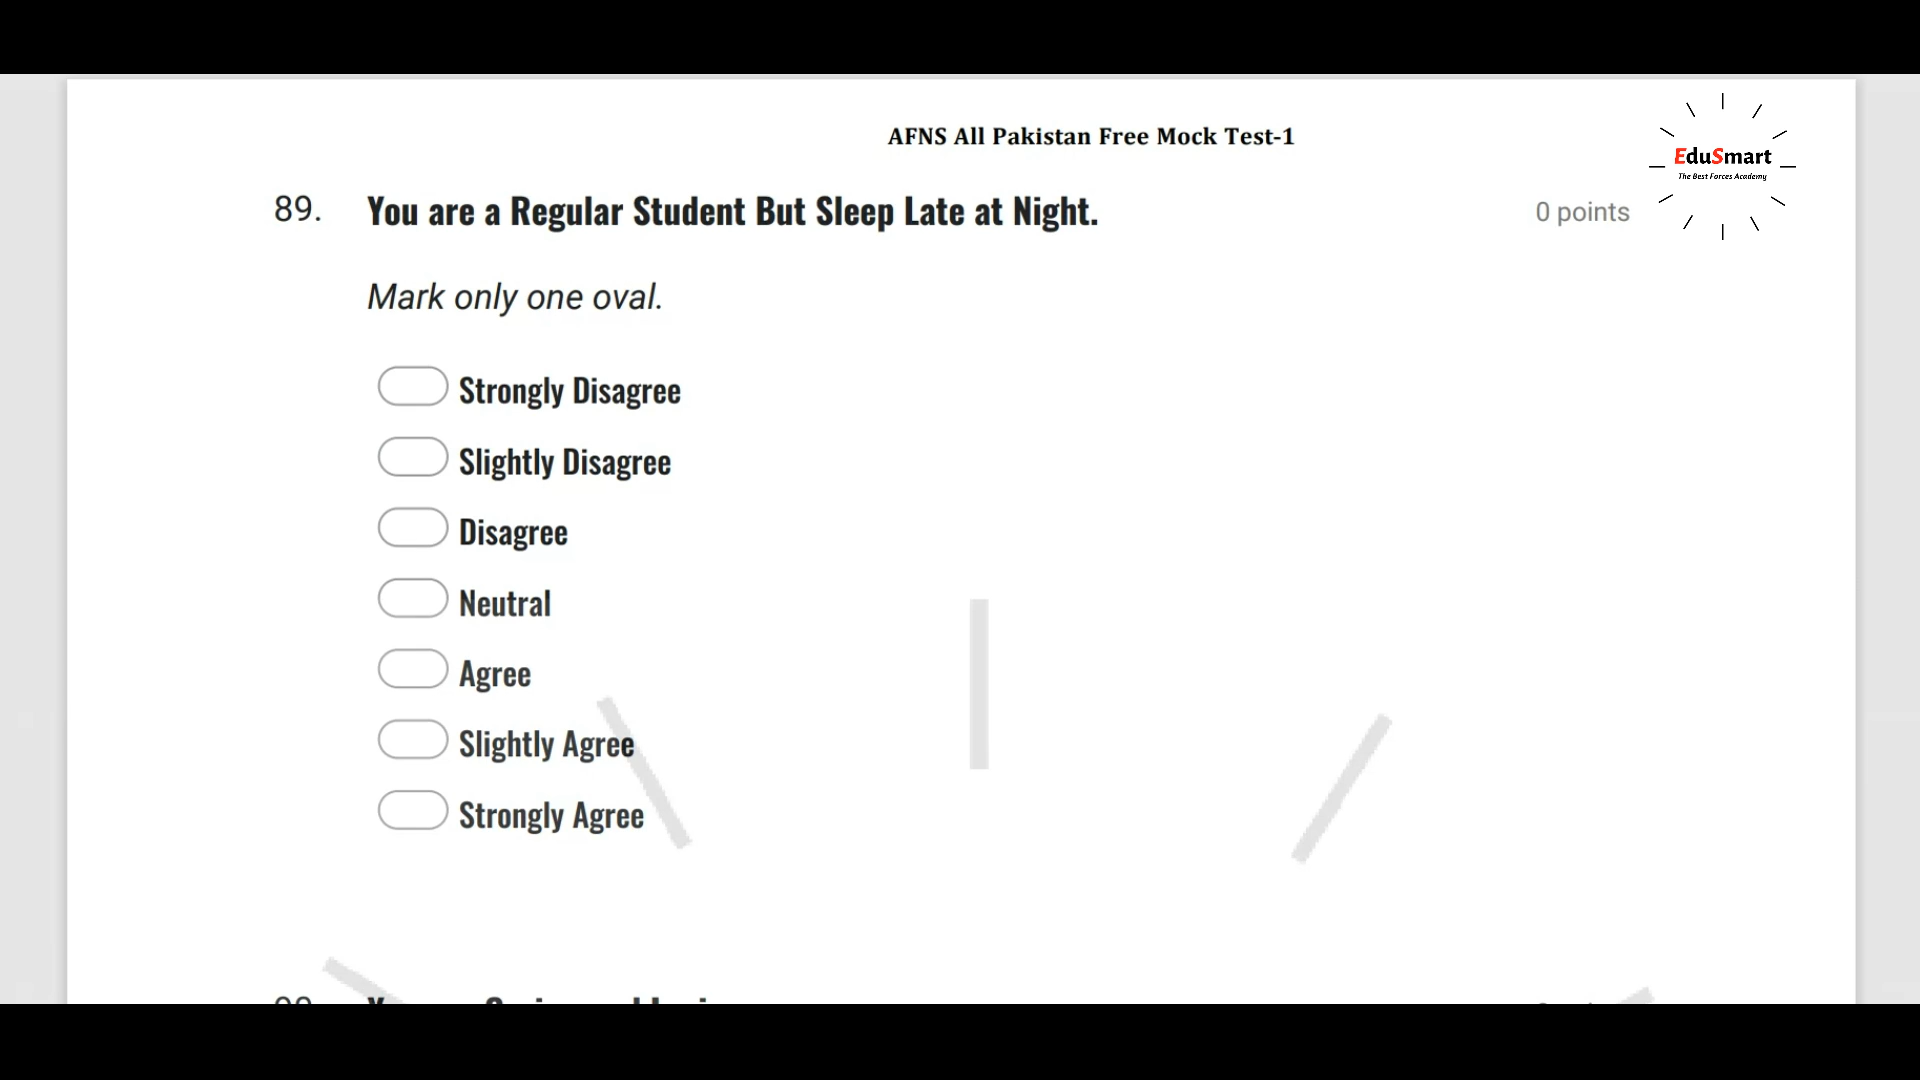 AFNS All Pakistan Free Mock Test-1
EduSmart
The Best Forces Academy
89. You are a Regular Student But Sleep Late at Night. 0 points
Mark only one oval.
Strongly Disagree
Slightly Disagree
Disagree
Neutral
Agree
Slightly Agree
Strongly Agree